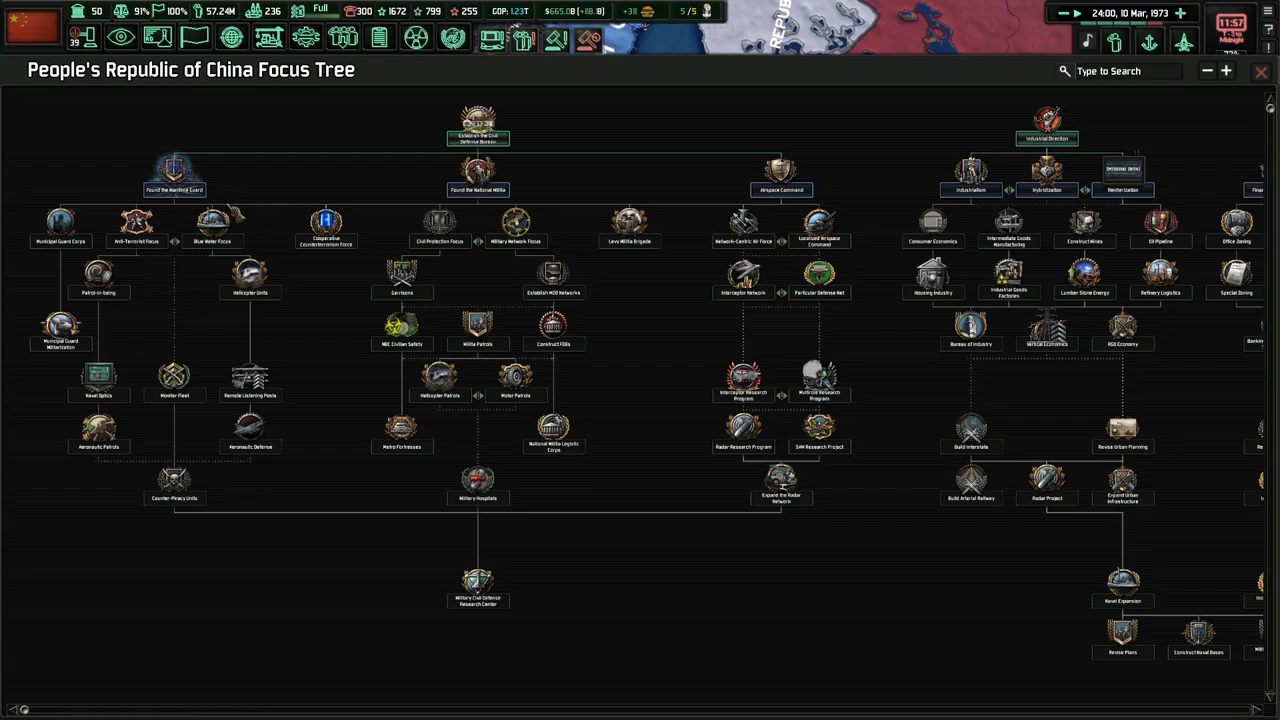 50 91% 100% 57.24M 236 Full 300 1672 799 255 GDP: 1.23T $665.0B (+118.1B) +311 5/5
24:00, 10 Mar, 1973
11:57
39
People's Republic of China Focus Tree
Type to Search
Establish the Civil Defense Bureau
Industrial Direction
Found the Maritime Guard
Found the National Militia
Airspace Command
Industrialism
Hybridization
Rentierization
Municipal Guard Corps
Anti-Terrorist Focus
Blue Water Focus
Cooperative Counterterrorism Force
Civil Protection Focus
Military Network Focus
Levy Militia Brigade
Network-Centric Air Force
Localized Airspace Command
Consumer Economics
Intermediate Goods Manufacturing
Construct Mines
Oil Pipeline
Office Zoning
Patrol-in-being
Helicopter Units
Garrisons
Establish MOB Networks
Interceptor Network
Particular Defense Net
Housing Industry
Industrial Goods Factories
Lumber Stone Energy
Refinery Logistics
Special Zoning
Municipal Guard Militarization
NBC Civilian Safety
Militia Patrols
Construct FOBs
Bureau of Industry
Vertical Economics
RGO Economy
Naval Optics
Monitor Fleet
Remote Listening Posts
Helicopter Patrols
Motor Patrols
Interceptor Research Program
Multirole Research Program
Aeronautic Patrols
Aeronautic Defense
Metro Fortresses
National Militia Logistic Corps
Radar Research Program
SAM Research Project
Build Interstate
Revise Urban Planning
Counter-Piracy Units
Military Hospitals
Expand the Radar Network
Build Arterial Railway
Radar Project
Expand Urban Infrastructure
Military Civil Defense Research Center
Naval Expansion
Revise Plans
Construct Naval Bases